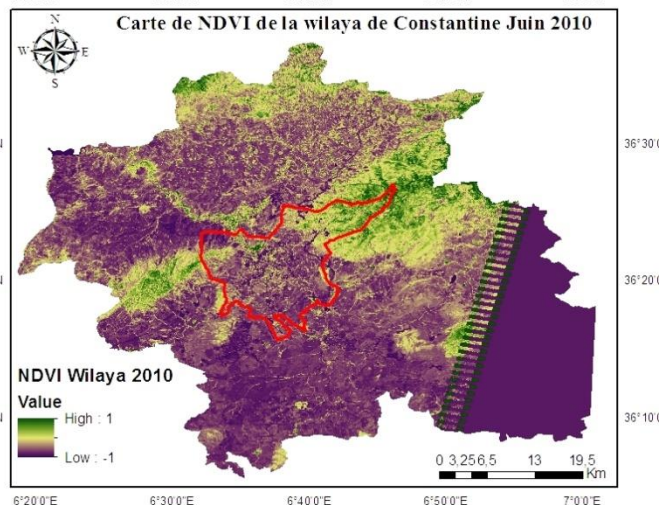 Carte de NDVI de la wilaya de Constantine Juin 2010
N
W E
S
36°30'0"N
36°20'0"N
36°10'0"N
NDVI Wilaya 2010
Value
High : 1
Low : -1
0 3,25 6,5 13 19,5
Km
6°20'0"E 6°30'0"E 6°40'0"E 6°50'0"E 7°0'0"E